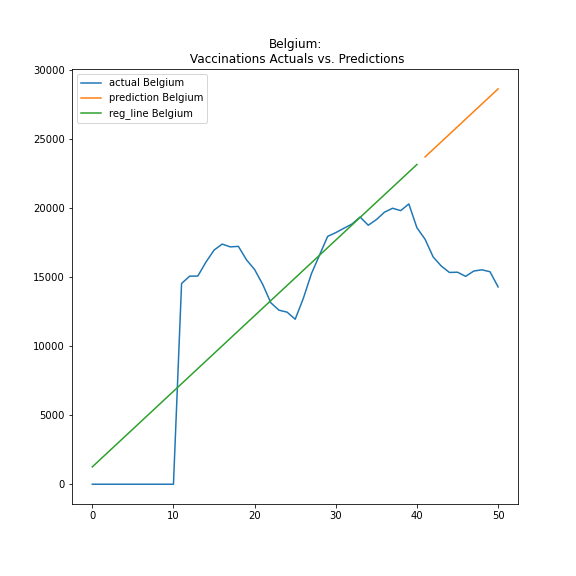 Belgium:
Vaccinations Actuals vs. Predictions
30000
25000
20000
15000
10000
5000
0
actual Belgium
prediction Belgium
reg_line Belgium
0 10 20 30 40 50